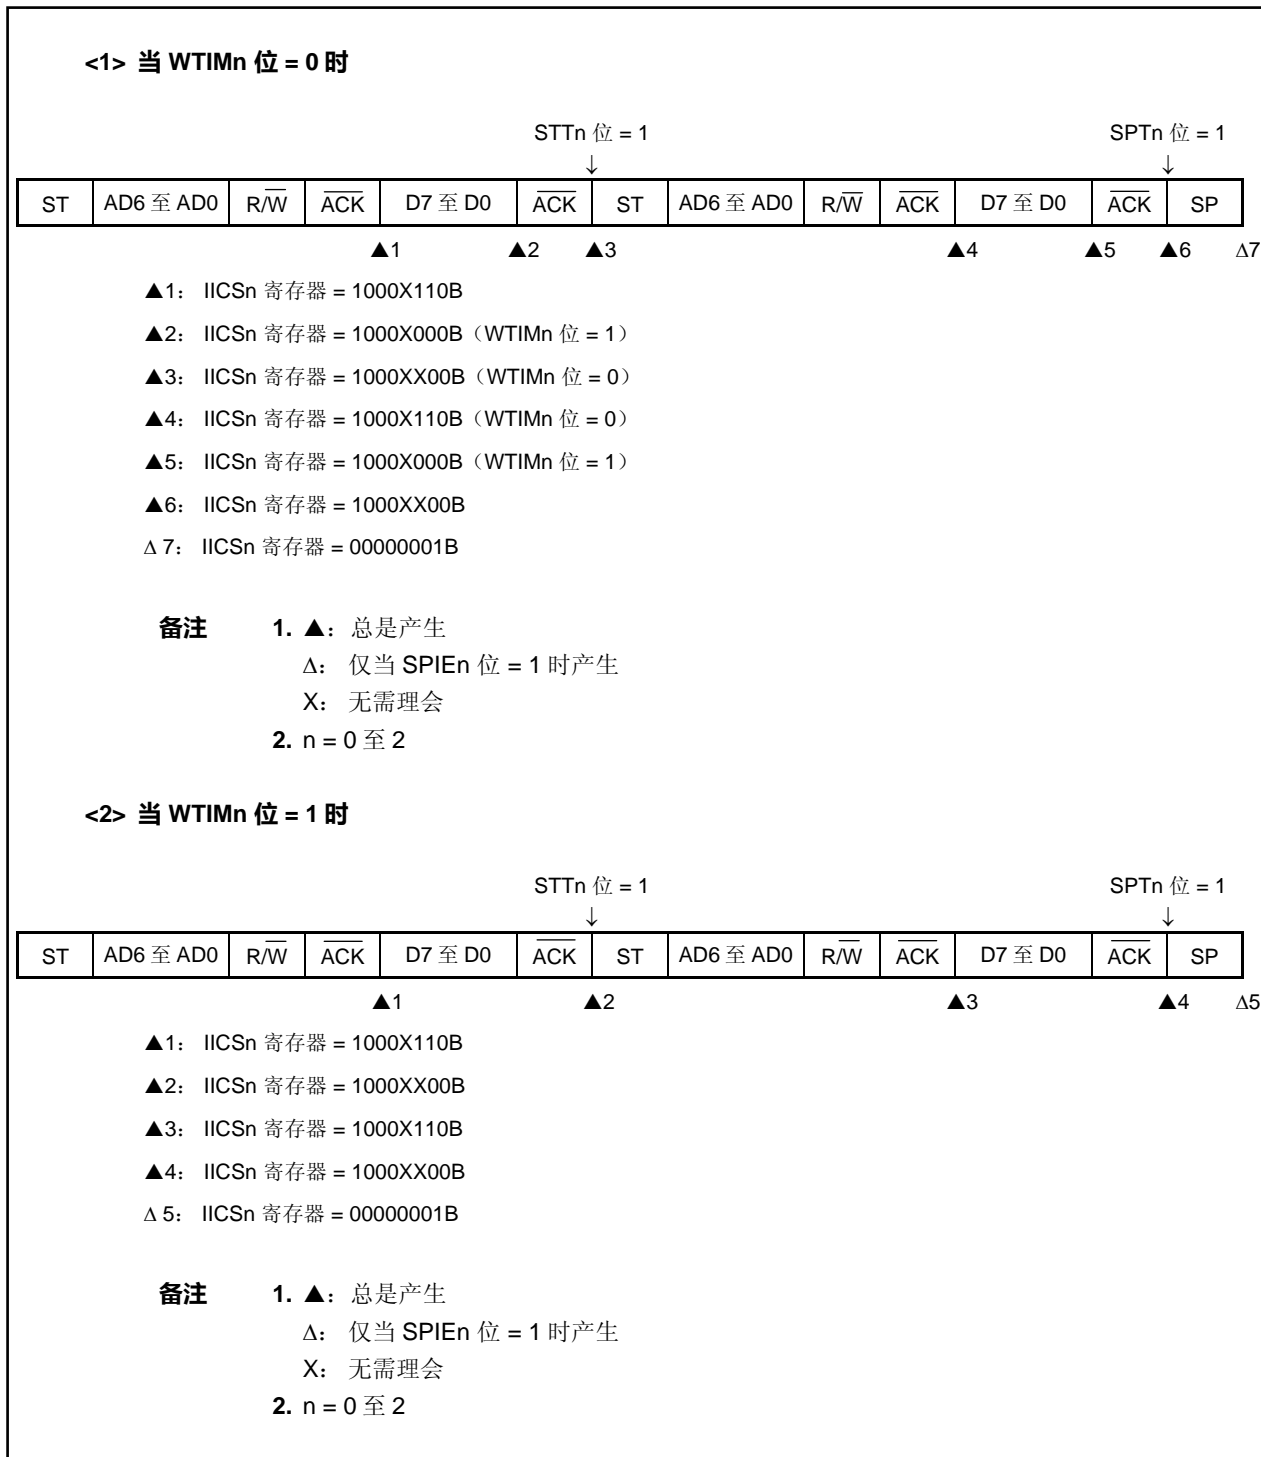 <1> 当 WTIMn 位 = 0 时
STTn 位 = 1 SPTn 位 = 1
↓ ↓
ST AD6 至 AD0 R/W̅ A̅C̅K̅ D7 至 D0 A̅C̅K̅ ST AD6 至 AD0 R/W̅ A̅C̅K̅ D7 至 D0 A̅C̅K̅ SP
▲1 ▲2 ▲3 ▲4 ▲5 ▲6 Δ7
▲1： IICSn 寄存器 = 1000X110B
▲2： IICSn 寄存器 = 1000X000B（WTIMn 位 = 1）
▲3： IICSn 寄存器 = 1000XX00B（WTIMn 位 = 0）
▲4： IICSn 寄存器 = 1000X110B（WTIMn 位 = 0）
▲5： IICSn 寄存器 = 1000X000B（WTIMn 位 = 1）
▲6： IICSn 寄存器 = 1000XX00B
Δ 7： IICSn 寄存器 = 00000001B
备注 1. ▲： 总是产生
Δ： 仅当 SPIEn 位 = 1 时产生
X： 无需理会
2. n = 0 至 2
<2> 当 WTIMn 位 = 1 时
STTn 位 = 1 SPTn 位 = 1
↓ ↓
ST AD6 至 AD0 R/W̅ A̅C̅K̅ D7 至 D0 A̅C̅K̅ ST AD6 至 AD0 R/W̅ A̅C̅K̅ D7 至 D0 A̅C̅K̅ SP
▲1 ▲2 ▲3 ▲4 Δ5
▲1： IICSn 寄存器 = 1000X110B
▲2： IICSn 寄存器 = 1000XX00B
▲3： IICSn 寄存器 = 1000X110B
▲4： IICSn 寄存器 = 1000XX00B
Δ 5： IICSn 寄存器 = 00000001B
备注 1. ▲： 总是产生
Δ： 仅当 SPIEn 位 = 1 时产生
X： 无需理会
2. n = 0 至 2